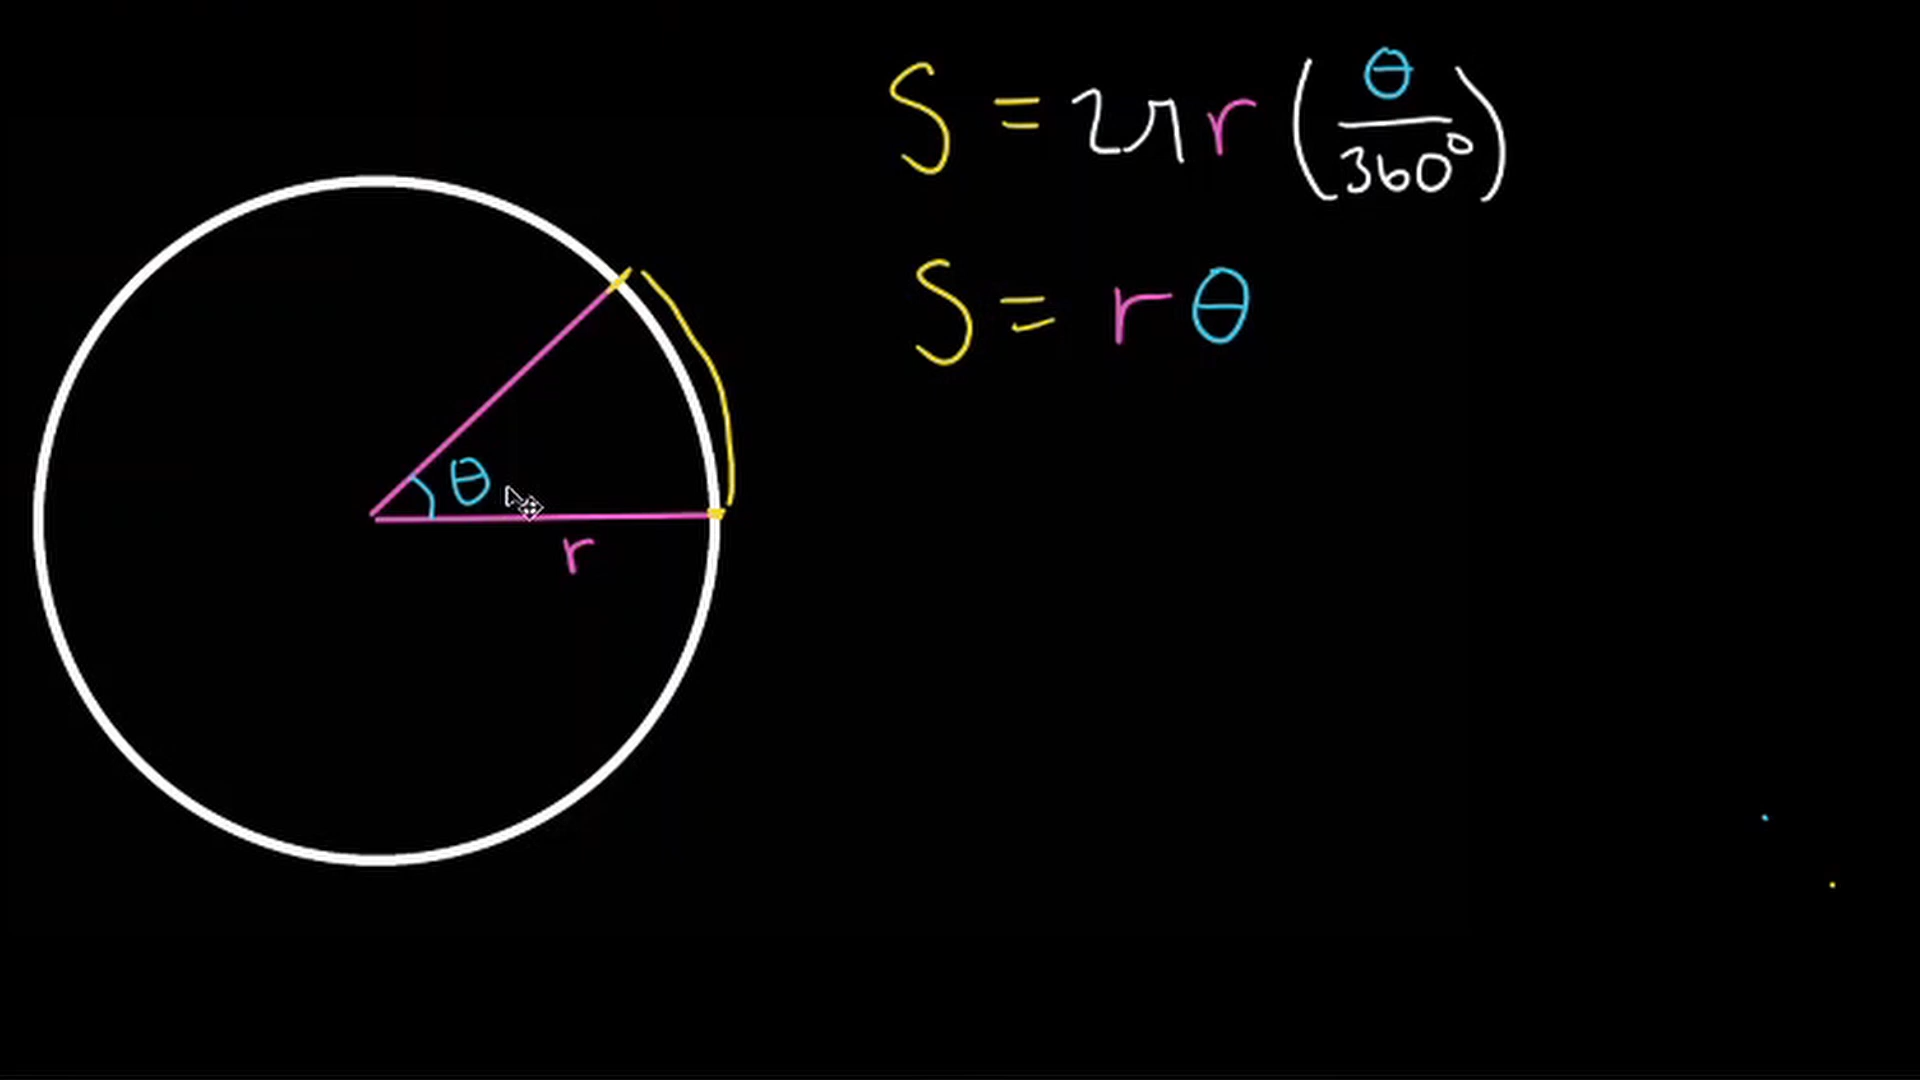 S = 2πr(θ/360°)
S = rθ
θ
r